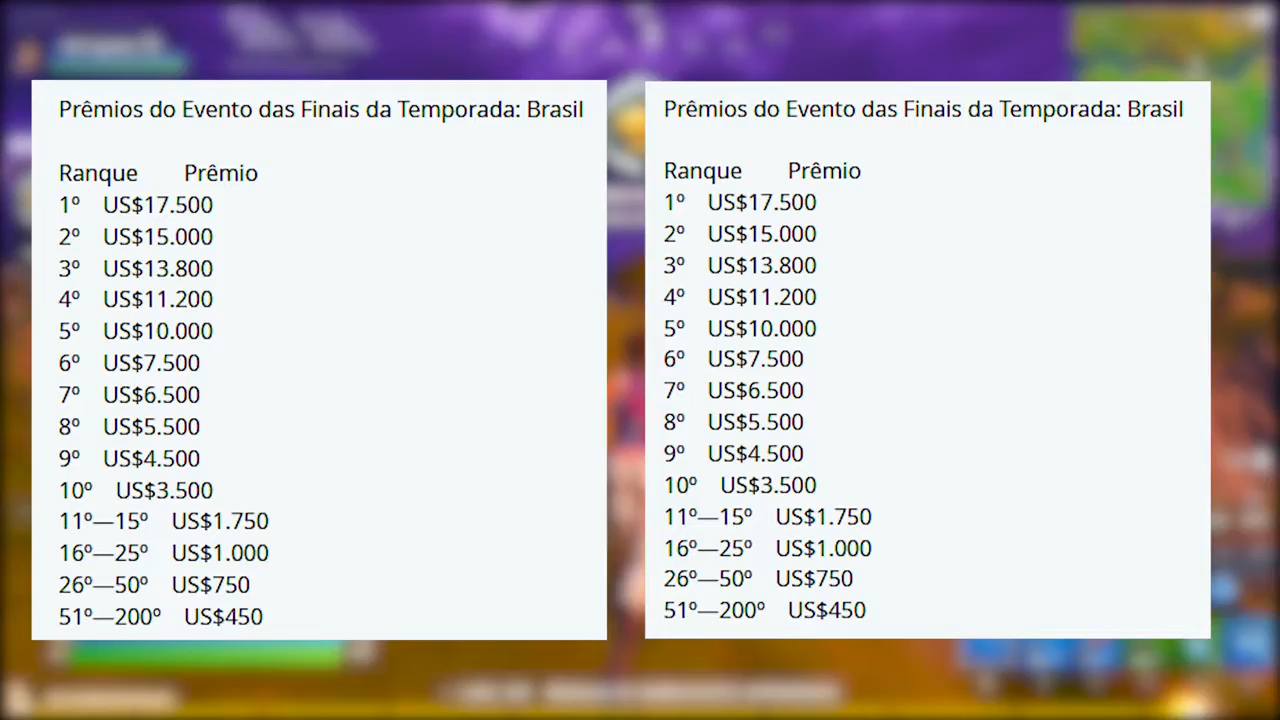 Prêmios do Evento das Finais da Temporada: Brasil
Ranque Prêmio
1º US$17.500
2º US$15.000
3º US$13.800
4º US$11.200
5º US$10.000
6º US$7.500
7º US$6.500
8º US$5.500
9º US$4.500
10º US$3.500
11º—15º US$1.750
16º—25º US$1.000
26º—50º US$750
51º—200º US$450
Prêmios do Evento das Finais da Temporada: Brasil
Ranque Prêmio
1º US$17.500
2º US$15.000
3º US$13.800
4º US$11.200
5º US$10.000
6º US$7.500
7º US$6.500
8º US$5.500
9º US$4.500
10º US$3.500
11º—15º US$1.750
16º—25º US$1.000
26º—50º US$750
51º—200º US$450